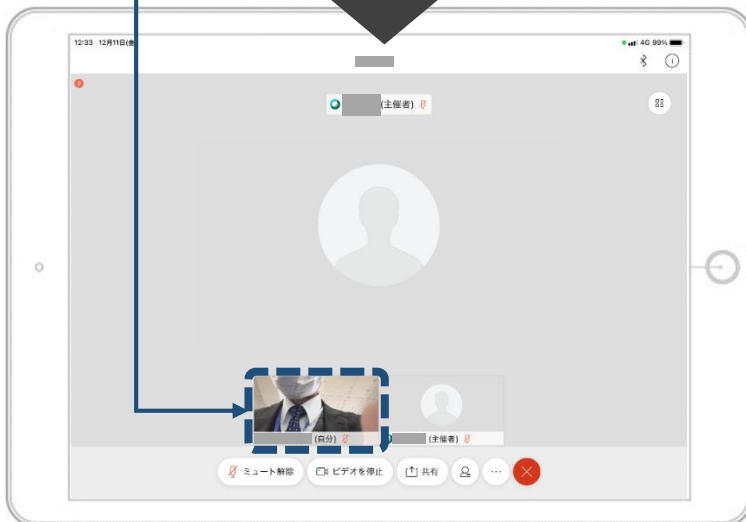 12:33 12月11日(金
4G 99%
(主催者)
(自分)
(主催者)
ミュート解除 ビデオを停止 共有